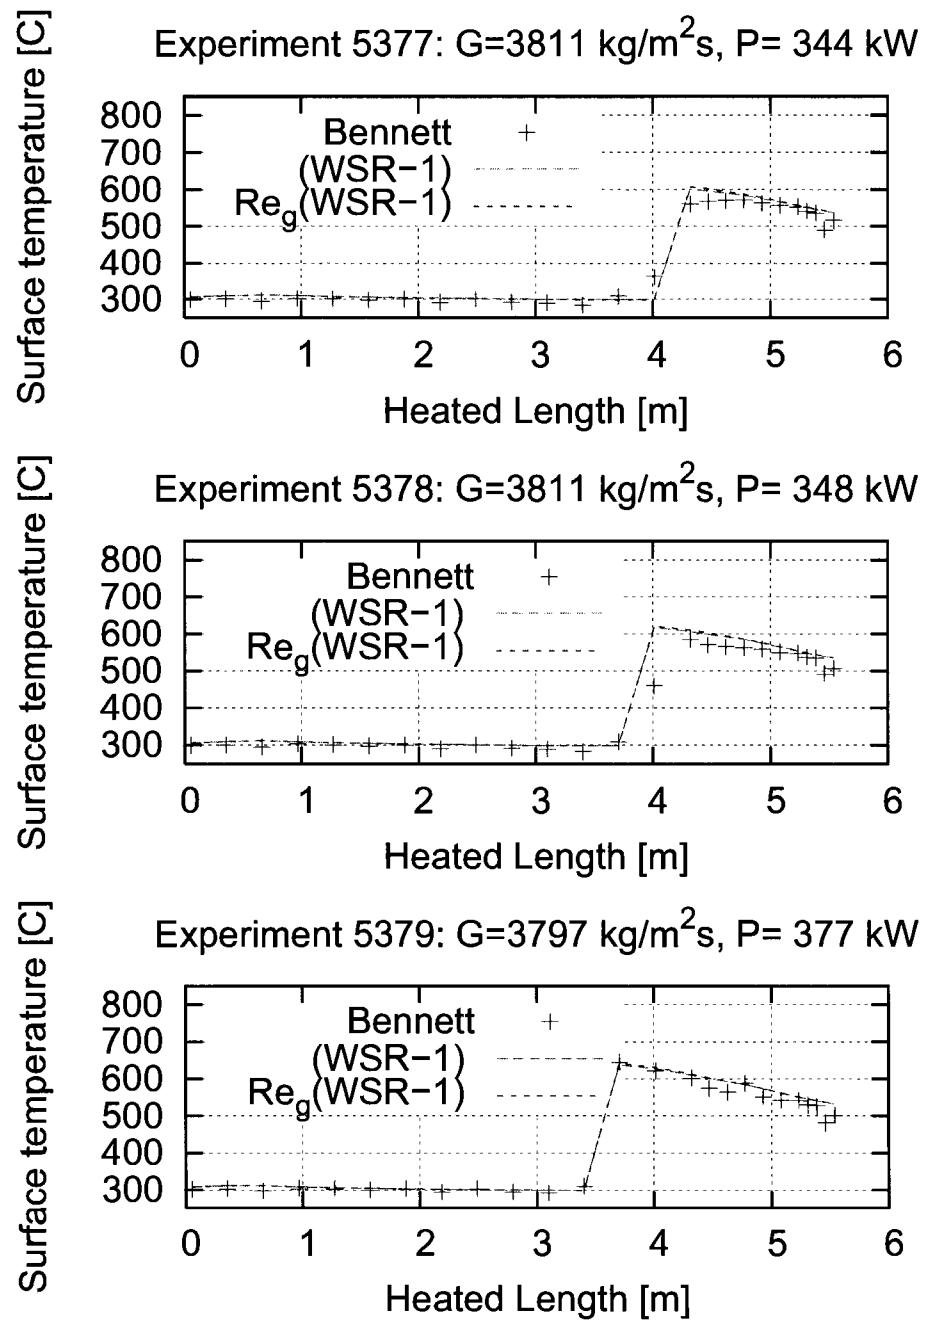 Experiment 5377: G=3811 kg/m²s, P= 344 kW
Surface temperature [C]
800
700
600
500
400
300
Bennett
(WSR−1)
Re_g(WSR−1)
0 1 2 3 4 5 6
Heated Length [m]
Experiment 5378: G=3811 kg/m²s, P= 348 kW
Surface temperature [C]
800
700
600
500
400
300
Bennett
(WSR−1)
Re_g(WSR−1)
0 1 2 3 4 5 6
Heated Length [m]
Experiment 5379: G=3797 kg/m²s, P= 377 kW
Surface temperature [C]
800
700
600
500
400
300
Bennett
(WSR−1)
Re_g(WSR−1)
0 1 2 3 4 5 6
Heated Length [m]